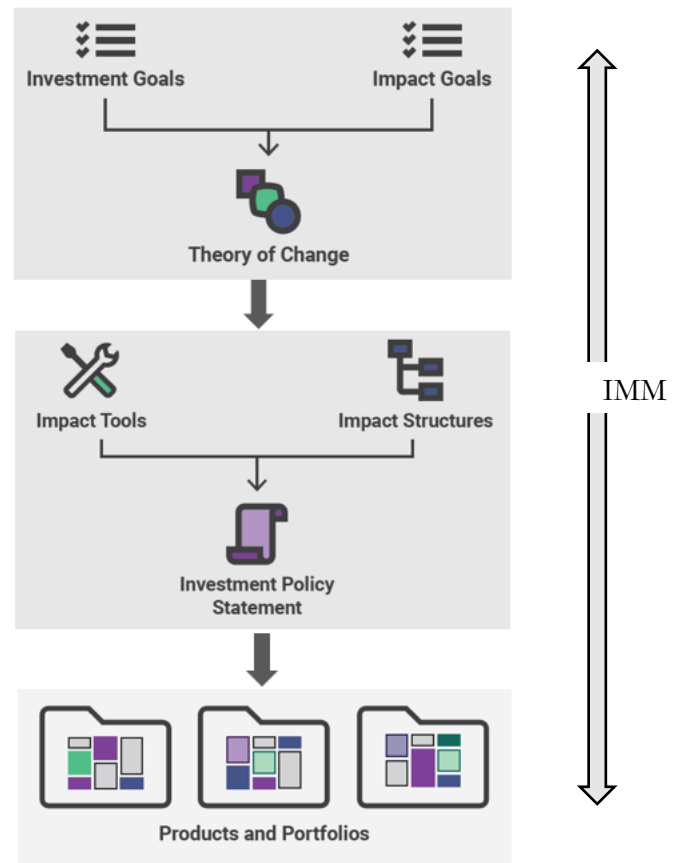 Investment Goals
Impact Goals
Theory of Change
Impact Tools
Impact Structures
Investment Policy
Statement
Products and Portfolios
IMM